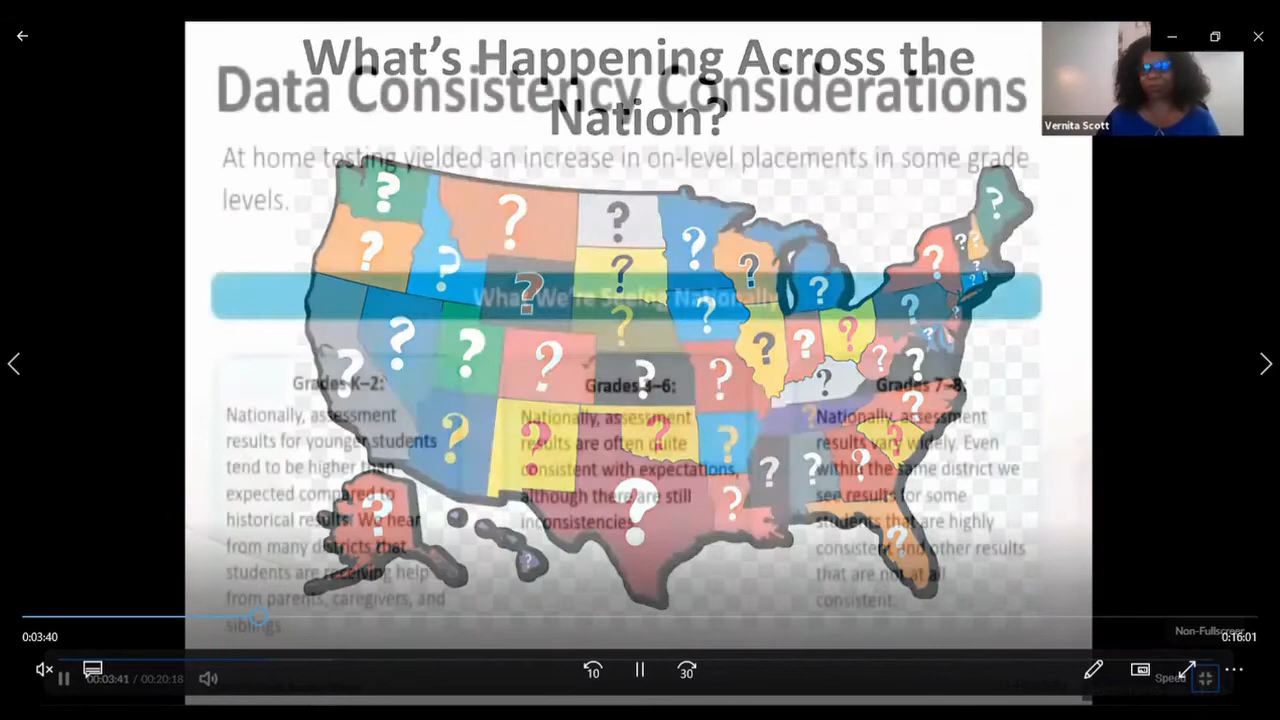 What's Happening Across the
Nation?
Data Consistency Considerations
Vernita Scott
At home testing yielded an increase in on-level placements in some grade
levels.
What We're Seeing Nationally
Grades K–2:
Nationally, assessment
results for younger students
tend to be higher than
expected compared to
historical results. We hear
from many districts that
students are receiving help
from parents, caregivers, and
siblings
Grades 3–6:
Nationally, assessment
results are often quite
consistent with expectations,
although there are still
inconsistencies
Grades 7–8:
Nationally, assessment
results vary widely. Even
within the same district we
see results for some
students that are highly
consistent and other results
that are not at all
consistent.
0:03:40
0:16:01
Non-Fullscreen
00:03:41 / 00:20:18
10
30
Speed